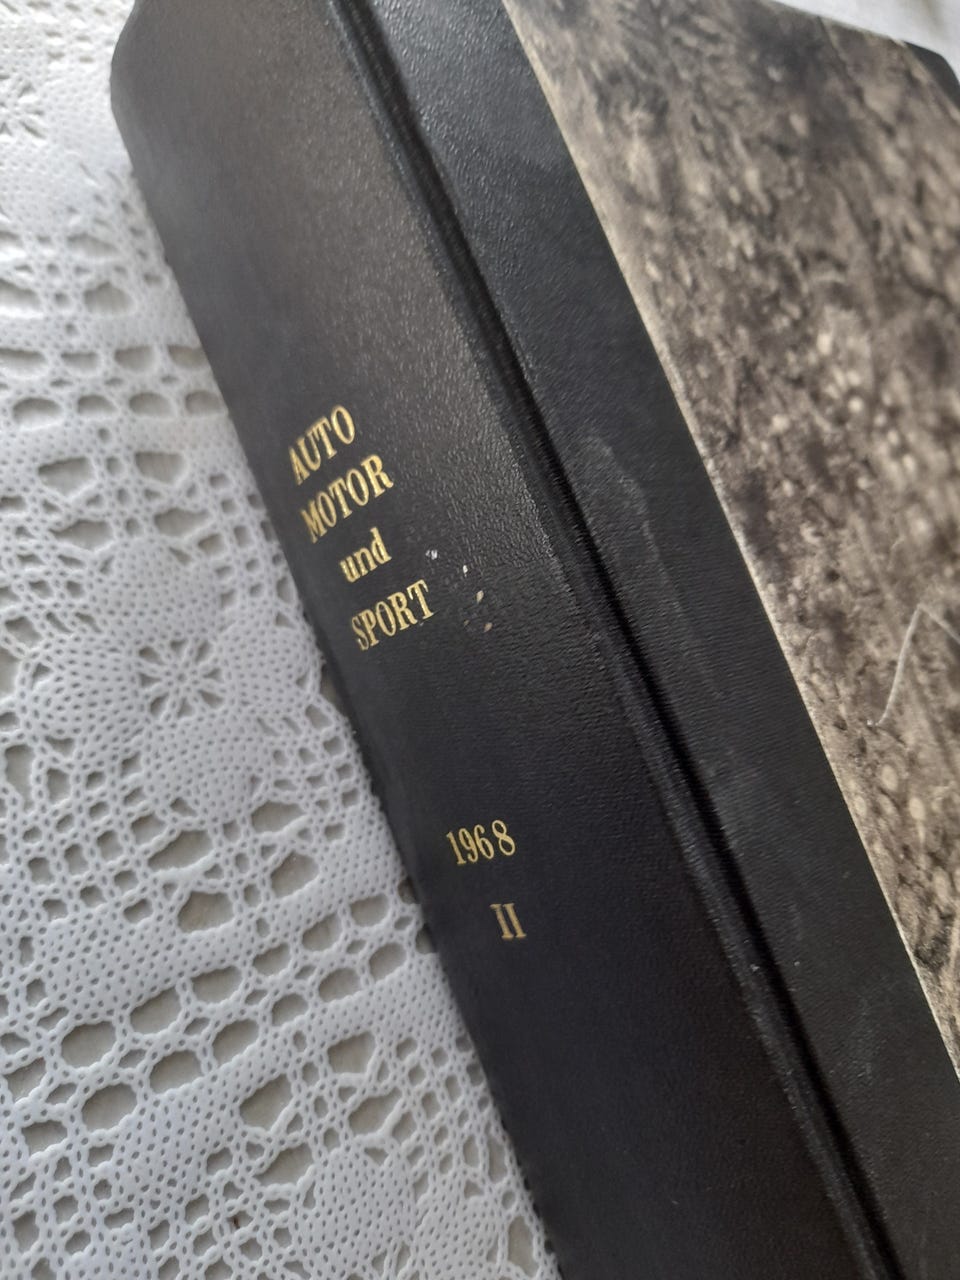 AUTO
MOTOR
und
SPORT
1968
II